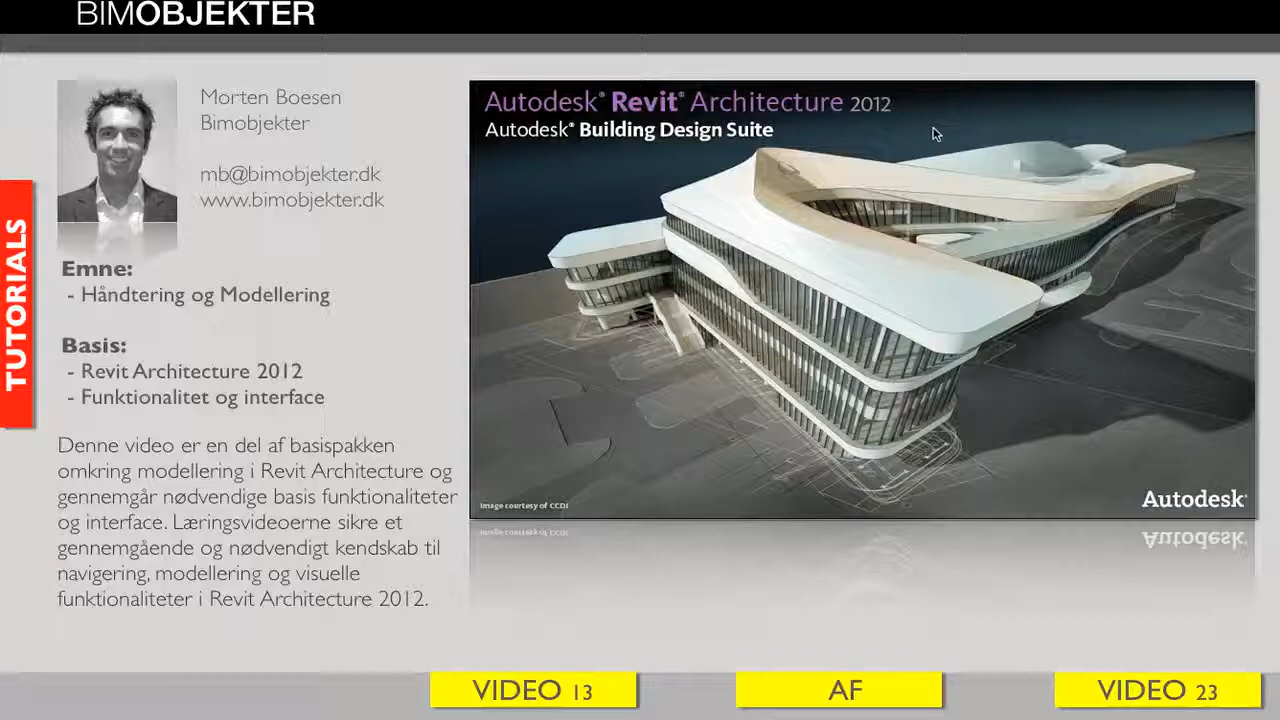 BIMOBJEKTER
Morten Boesen
Bimobjekter
mb@bimobjekter.dk
www.bimobjekter.dk
TUTORIALS
Emne:
- Håndtering og Modellering
Basis:
- Revit Architecture 2012
- Funktionalitet og interface
Denne video er en del af basispakken
omkring modellering i Revit Architecture og
gennemgår nødvendige basis funktionaliteter
og interface. Læringsvideoerne sikre et
gennemgående og nødvendigt kendskab til
navigering, modellering og visuelle
funktionaliteter i Revit Architecture 2012.
Autodesk® Revit® Architecture 2012
Autodesk® Building Design Suite
Image courtesy of CCDI
Autodesk®
VIDEO 13
AF
VIDEO 23